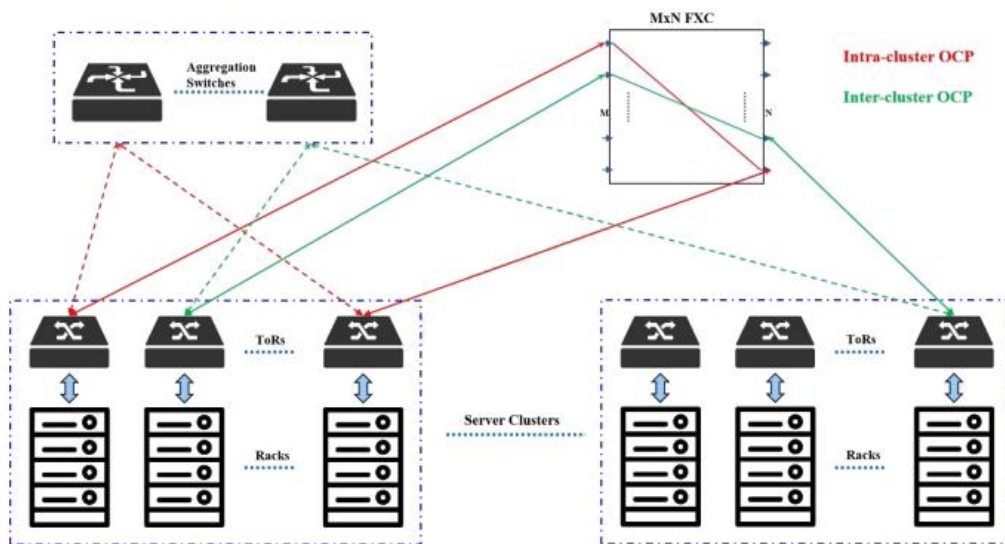 MxN FXC
Aggregation
Switches
Intra-cluster OCP
Inter-cluster OCP
M
N
ToRs
ToRs
Server Clusters
Racks
Racks